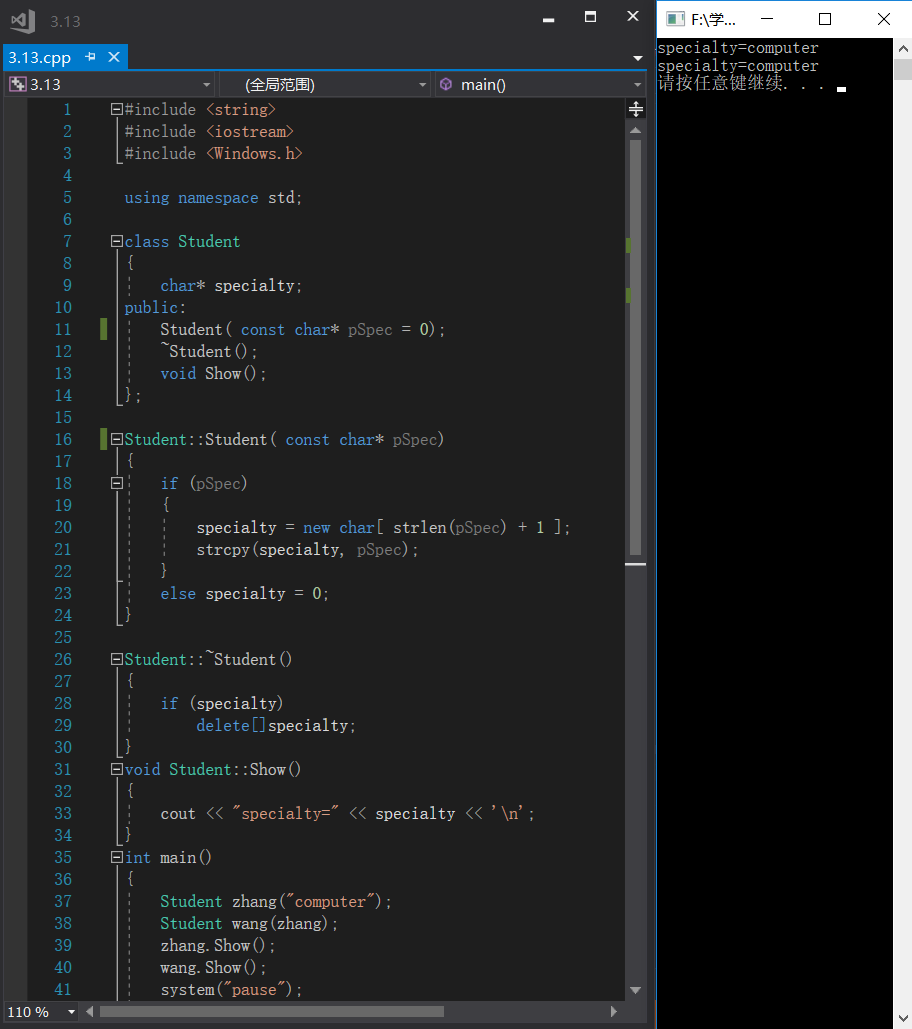 3.13
3.13.cpp
3.13 (全局范围) main()
1 #include <string>
2 #include <iostream>
3 #include <Windows.h>
4
5 using namespace std;
6
7 class Student
8 {
9 char* specialty;
10 public:
11 Student( const char* pSpec = 0);
12 ~Student();
13 void Show();
14 };
15
16 Student::Student( const char* pSpec)
17 {
18 if (pSpec)
19 {
20 specialty = new char[ strlen(pSpec) + 1 ];
21 strcpy(specialty, pSpec);
22 }
23 else specialty = 0;
24 }
25
26 Student::~Student()
27 {
28 if (specialty)
29 delete[]specialty;
30 }
31 void Student::Show()
32 {
33 cout << "specialty=" << specialty << '\n';
34 }
35 int main()
36 {
37 Student zhang("computer");
38 Student wang(zhang);
39 zhang.Show();
40 wang.Show();
41 system("pause");
110 %
F:\学...
specialty=computer
specialty=computer
请按任意键继续. . .